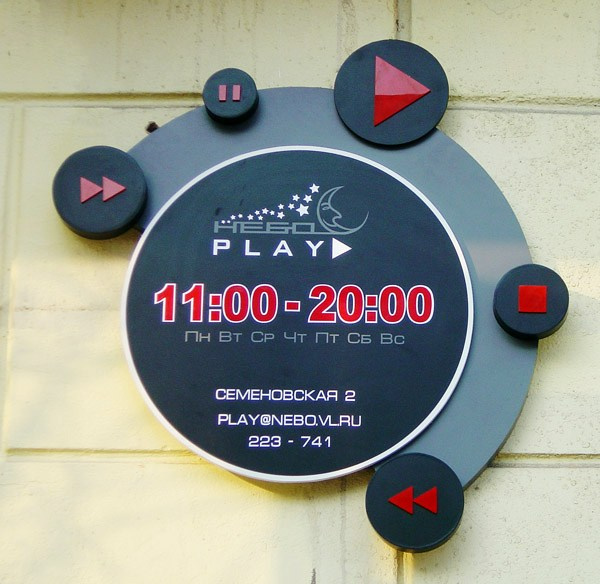 НЕБО
PLAY
11:00 - 20:00
Пн Вт Ср Чт Пт Сб Вс
СЕМЕНОВСКАЯ 2
PLAY@NEBO.VL.RU
223 - 741